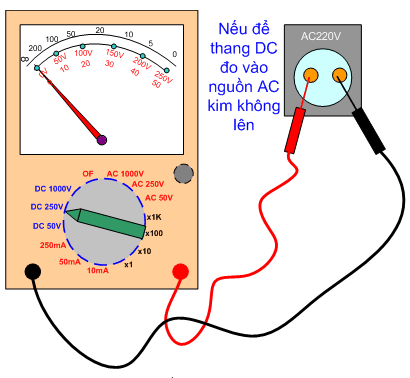 Nếu để
thang DC
đo vào
nguồn AC
kim không
lên
AC220V
200 100 20 10 5 0
8
0V 50V 100V 150V 200V 250V
10 20 30 40 50
OF AC 1000V
DC 1000V AC 250V
DC 250V AC 50V
DC 50V x1K
250mA x100
50mA x10
10mA x1